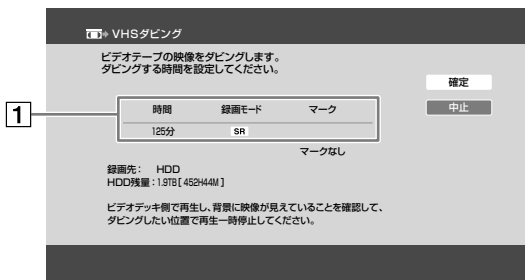 VHSダビング
ビデオテープの映像をダビングします。
ダビングする時間を設定してください。
確定
中止
1
時間 録画モード マーク
125分 SR
マークなし
録画先: HDD
HDD残量:1.9TB[452H44M]
ビデオデッキ側で再生し、背景に映像が見えていることを確認して、
ダビングしたい位置で再生一時停止してください。